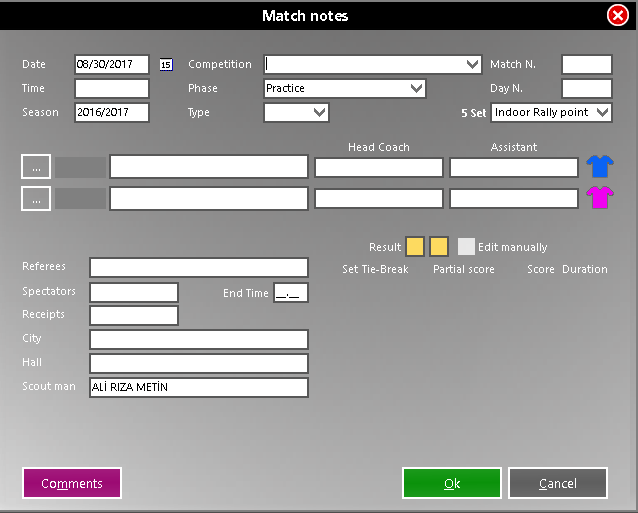 Match notes
Date 08/30/2017 15 Competition Match N.
Time Phase Practice Day N.
Season 2016/2017 Type 5 Set Indoor Rally point
Head Coach Assistant
...
...
Result Edit manually
Set Tie-Break Partial score Score Duration
Referees
Spectators End Time __.__
Receipts
City
Hall
Scout man ALİ RIZA METİN
Comments Ok Cancel